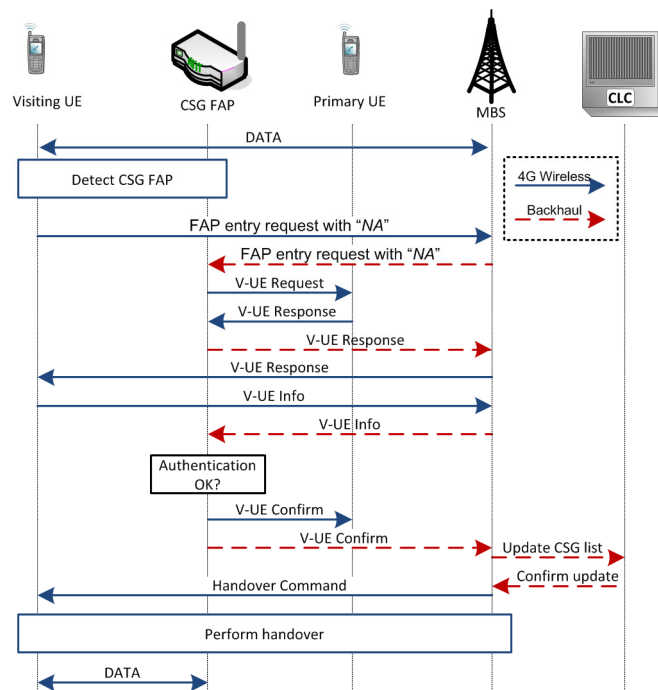 Visiting UE
CSG FAP
Primary UE
MBS
CLC
DATA
Detect CSG FAP
4G Wireless
Backhaul
FAP entry request with “NA”
FAP entry request with “NA”
V-UE Request
V-UE Response
V-UE Response
V-UE Response
V-UE Info
V-UE Info
Authentication
OK?
V-UE Confirm
V-UE Confirm
Update CSG list
Confirm update
Handover Command
Perform handover
DATA